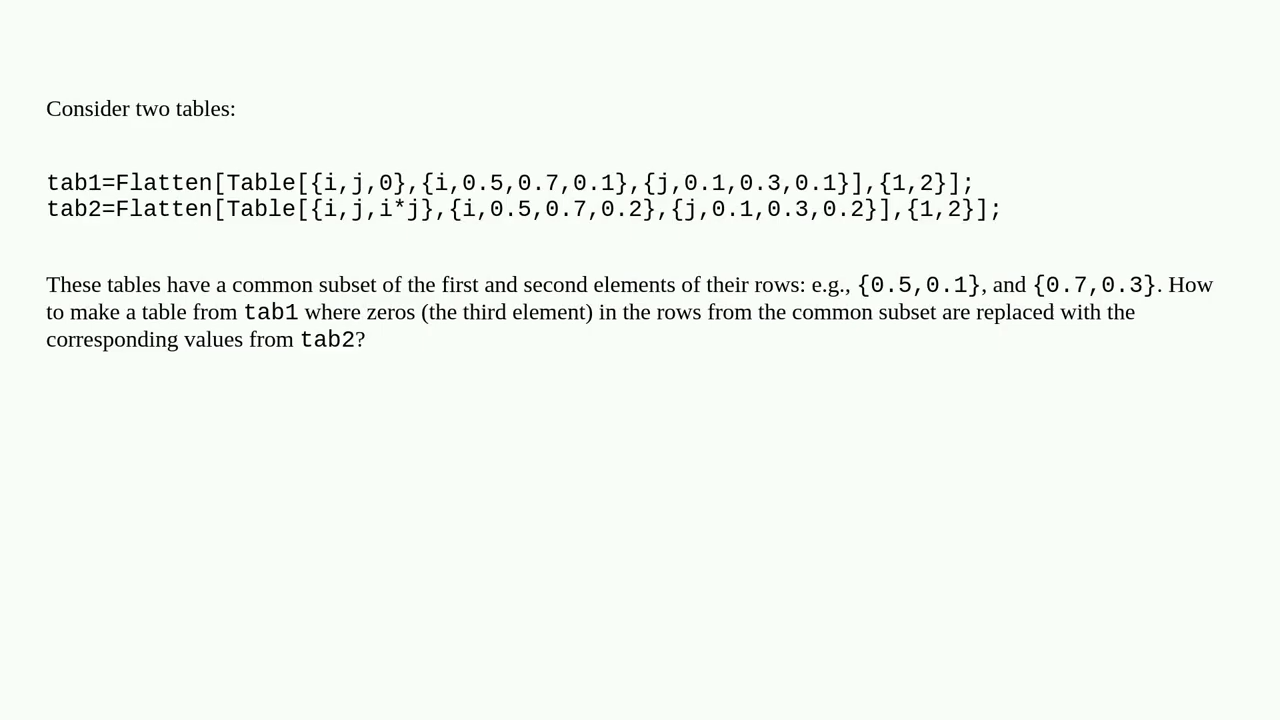 Consider two tables:
tab1=Flatten[Table[{i,j,0},{i,0.5,0.7,0.1},{j,0.1,0.3,0.1}],{1,2}];
tab2=Flatten[Table[{i,j,i*j},{i,0.5,0.7,0.2},{j,0.1,0.3,0.2}],{1,2}];
These tables have a common subset of the first and second elements of their rows: e.g., {0.5,0.1}, and {0.7,0.3}. How
to make a table from tab1 where zeros (the third element) in the rows from the common subset are replaced with the
corresponding values from tab2?